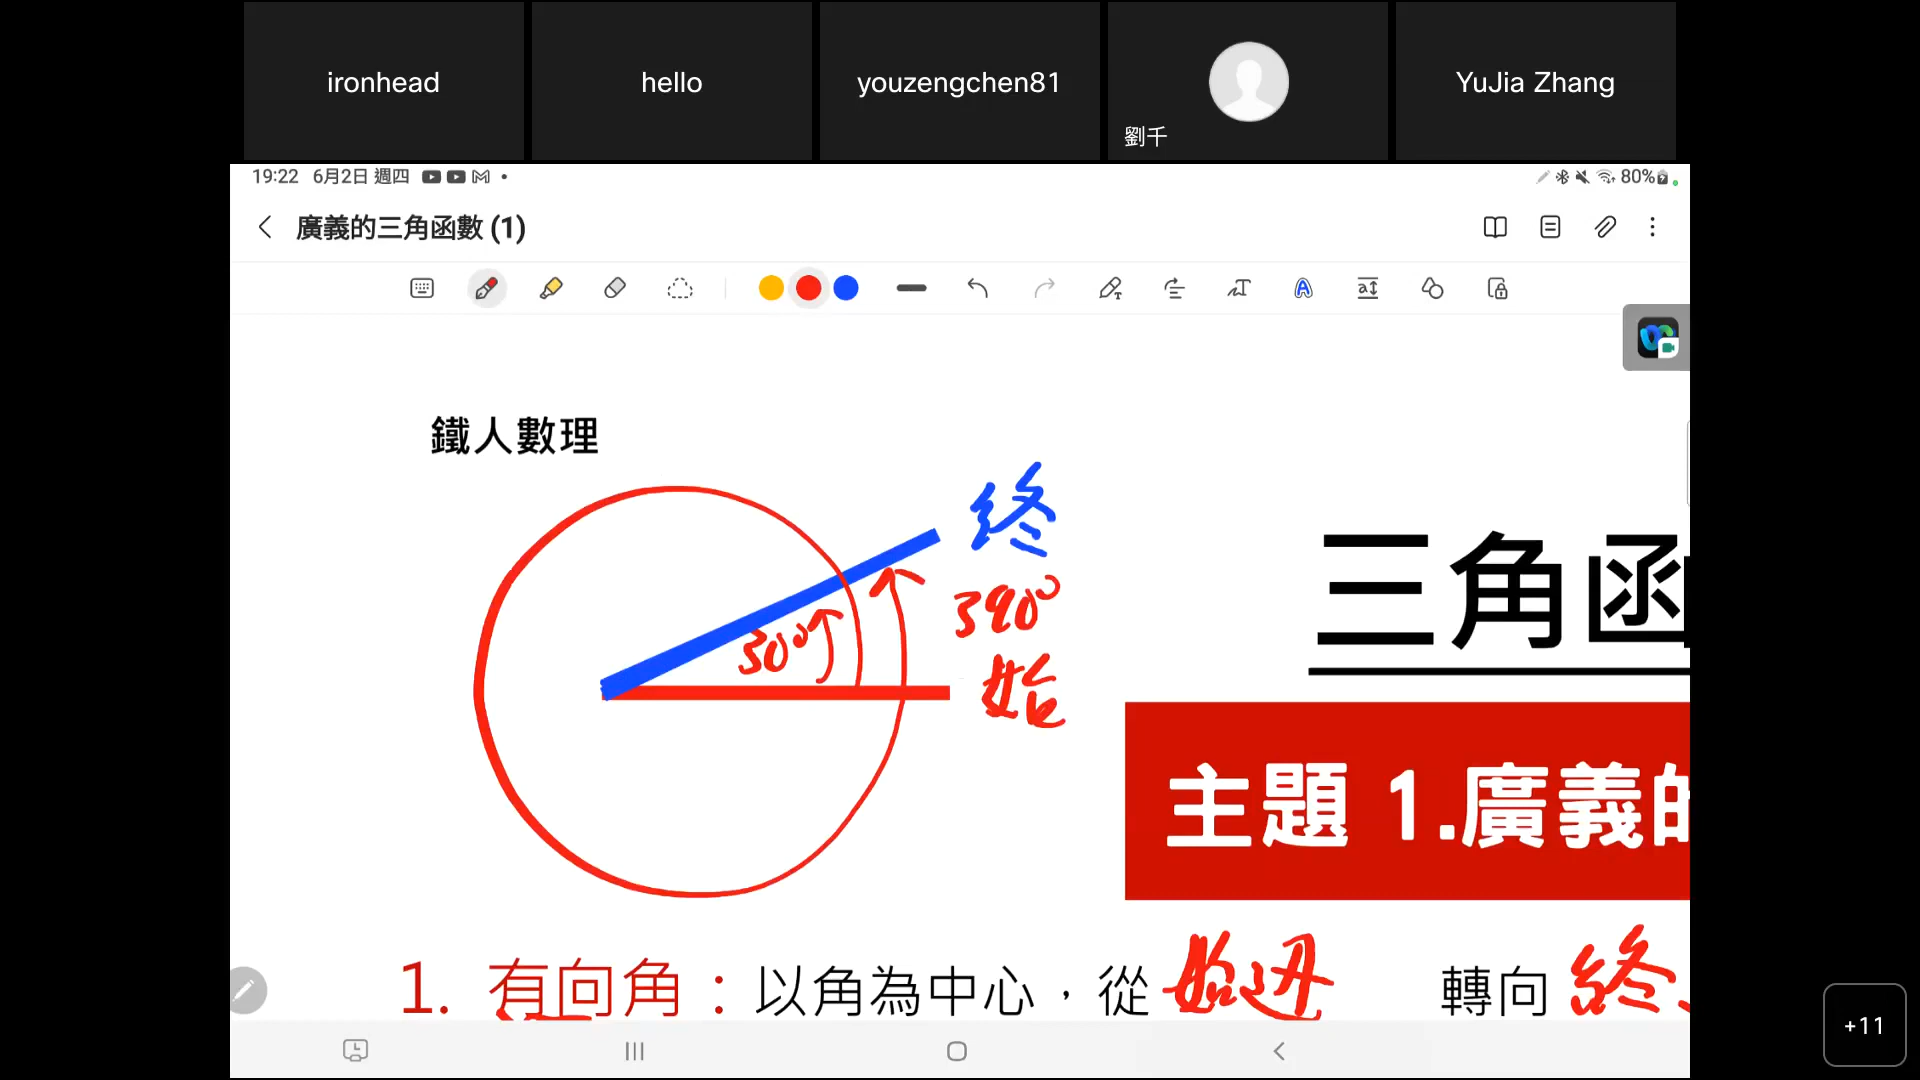 ironhead
hello
youzengchen81
劉千
YuJia Zhang
19:22 6月2日 週四
80%
廣義的三角函數 (1)
鐵人數理
終
390°
30°
始
三角函
主題 1.廣義的
1. 有向角：以角為中心，從 始邊 轉向 終
+11